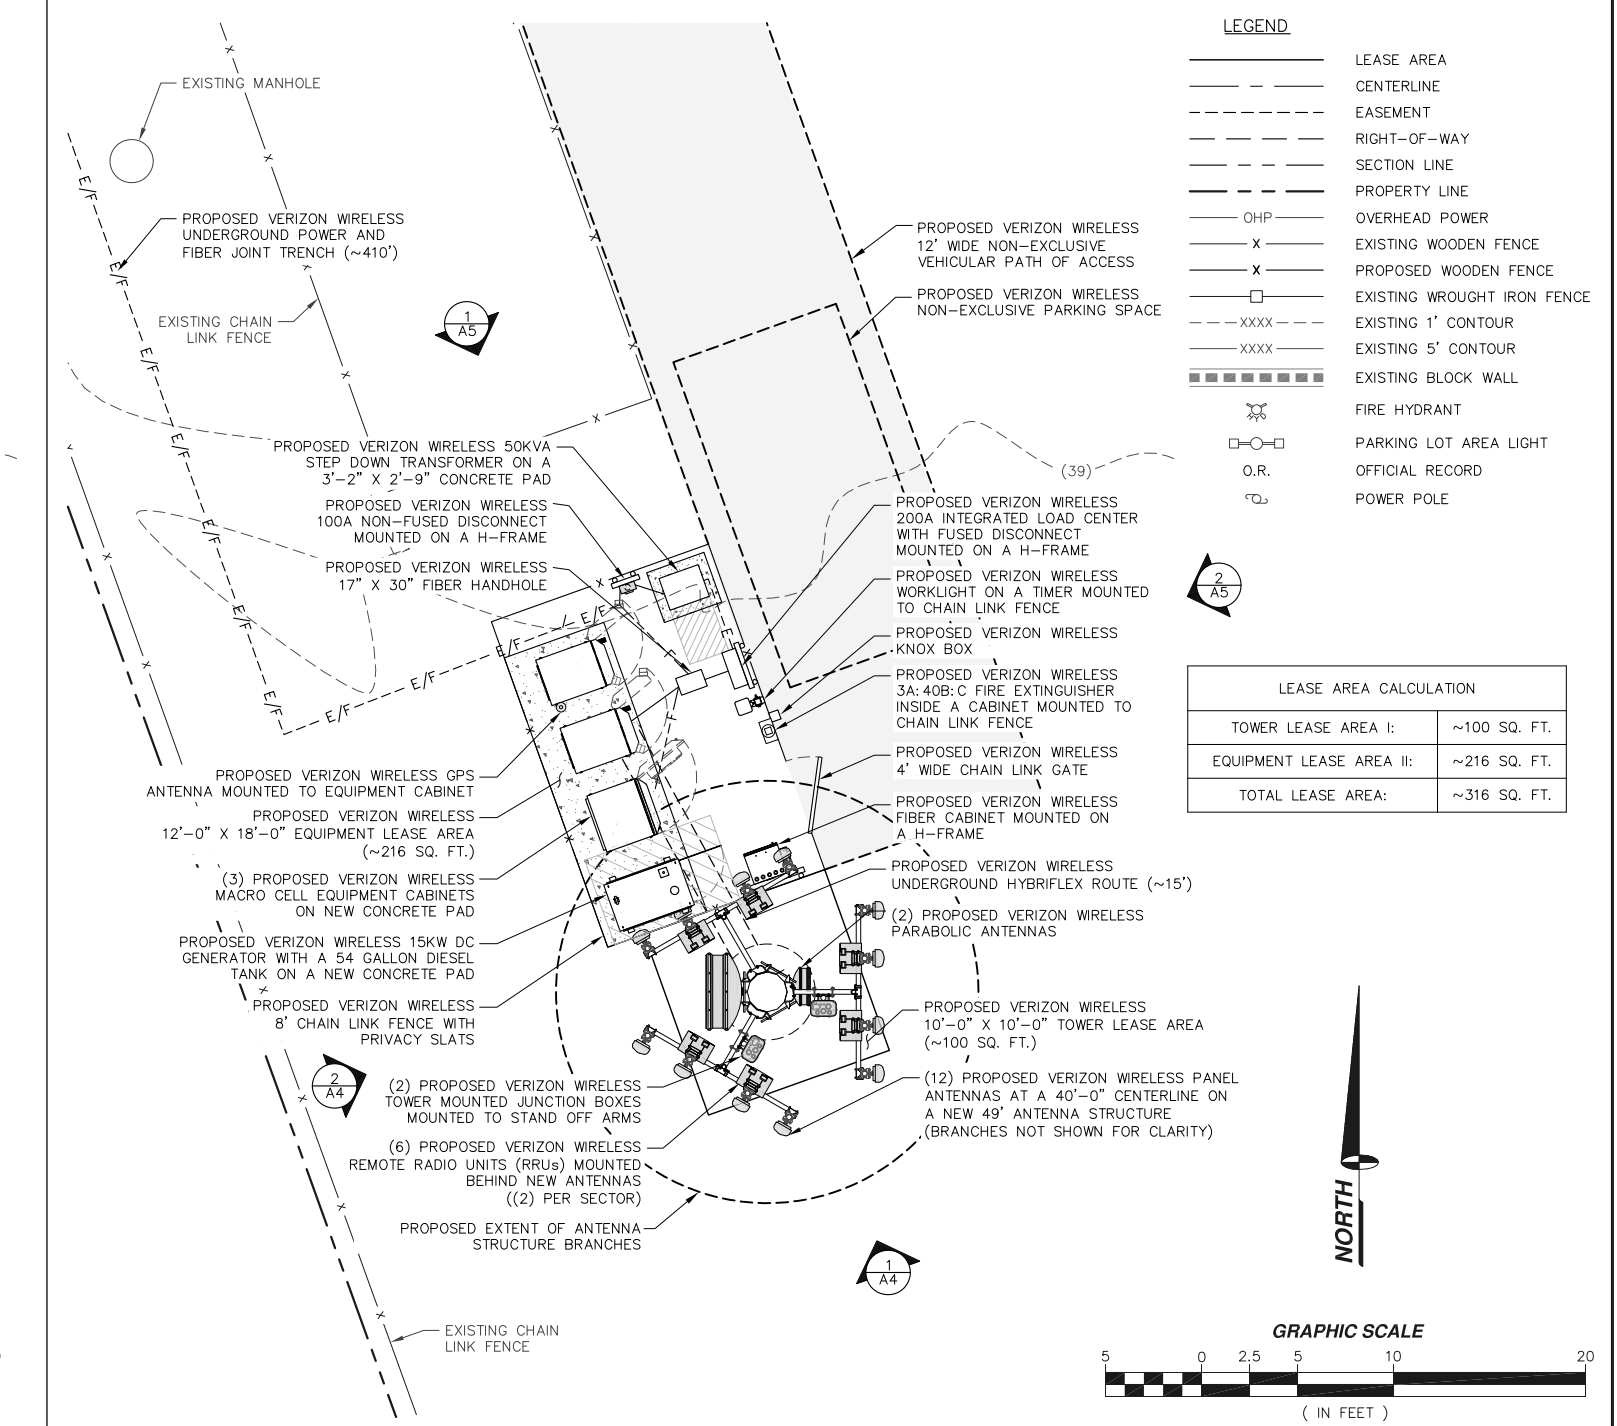 LEGEND
LEASE AREA
CENTERLINE
EASEMENT
RIGHT-OF-WAY
SECTION LINE
PROPERTY LINE
OHP OVERHEAD POWER
X EXISTING WOODEN FENCE
X PROPOSED WOODEN FENCE
EXISTING WROUGHT IRON FENCE
XXXX EXISTING 1' CONTOUR
XXXX EXISTING 5' CONTOUR
EXISTING BLOCK WALL
FIRE HYDRANT
PARKING LOT AREA LIGHT
O.R. OFFICIAL RECORD
POWER POLE
EXISTING MANHOLE
PROPOSED VERIZON WIRELESS
UNDERGROUND POWER AND
FIBER JOINT TRENCH (~410')
EXISTING CHAIN
LINK FENCE
1
A5
PROPOSED VERIZON WIRELESS
12' WIDE NON-EXCLUSIVE
VEHICULAR PATH OF ACCESS
PROPOSED VERIZON WIRELESS
NON-EXCLUSIVE PARKING SPACE
E/F
E/F
E/F
E/F
E/F
E/F
E/F
E/F
E/F
E/F
E/F
E
F
(39)
PROPOSED VERIZON WIRELESS 50KVA
STEP DOWN TRANSFORMER ON A
3'-2" X 2'-9" CONCRETE PAD
PROPOSED VERIZON WIRELESS
100A NON-FUSED DISCONNECT
MOUNTED ON A H-FRAME
PROPOSED VERIZON WIRELESS
17" X 30" FIBER HANDHOLE
PROPOSED VERIZON WIRELESS
200A INTEGRATED LOAD CENTER
WITH FUSED DISCONNECT
MOUNTED ON A H-FRAME
PROPOSED VERIZON WIRELESS
WORKLIGHT ON A TIMER MOUNTED
TO CHAIN LINK FENCE
2
A5
PROPOSED VERIZON WIRELESS
KNOX BOX
PROPOSED VERIZON WIRELESS
3A:40B:C FIRE EXTINGUISHER
INSIDE A CABINET MOUNTED TO
CHAIN LINK FENCE
PROPOSED VERIZON WIRELESS
4' WIDE CHAIN LINK GATE
PROPOSED VERIZON WIRELESS
FIBER CABINET MOUNTED ON
A H-FRAME
PROPOSED VERIZON WIRELESS
UNDERGROUND HYBRIFLEX ROUTE (~15')
(2) PROPOSED VERIZON WIRELESS
PARABOLIC ANTENNAS
PROPOSED VERIZON WIRELESS
10'-0" X 10'-0" TOWER LEASE AREA
(~100 SQ. FT.)
(12) PROPOSED VERIZON WIRELESS PANEL
ANTENNAS AT A 40'-0" CENTERLINE ON
A NEW 49' ANTENNA STRUCTURE
(BRANCHES NOT SHOWN FOR CLARITY)
LEASE AREA CALCULATION
TOWER LEASE AREA I: ~100 SQ. FT.
EQUIPMENT LEASE AREA II: ~216 SQ. FT.
TOTAL LEASE AREA: ~316 SQ. FT.
PROPOSED VERIZON WIRELESS GPS
ANTENNA MOUNTED TO EQUIPMENT CABINET
PROPOSED VERIZON WIRELESS
12'-0" X 18'-0" EQUIPMENT LEASE AREA
(~216 SQ. FT.)
(3) PROPOSED VERIZON WIRELESS
MACRO CELL EQUIPMENT CABINETS
ON NEW CONCRETE PAD
PROPOSED VERIZON WIRELESS 15KW DC
GENERATOR WITH A 54 GALLON DIESEL
TANK ON A NEW CONCRETE PAD
PROPOSED VERIZON WIRELESS
8' CHAIN LINK FENCE WITH
PRIVACY SLATS
2
A4
(2) PROPOSED VERIZON WIRELESS
TOWER MOUNTED JUNCTION BOXES
MOUNTED TO STAND OFF ARMS
(6) PROPOSED VERIZON WIRELESS
REMOTE RADIO UNITS (RRUs) MOUNTED
BEHIND NEW ANTENNAS
((2) PER SECTOR)
PROPOSED EXTENT OF ANTENNA
STRUCTURE BRANCHES
1
A4
EXISTING CHAIN
LINK FENCE
NORTH
GRAPHIC SCALE
5 0 2.5 5 10 20
( IN FEET )